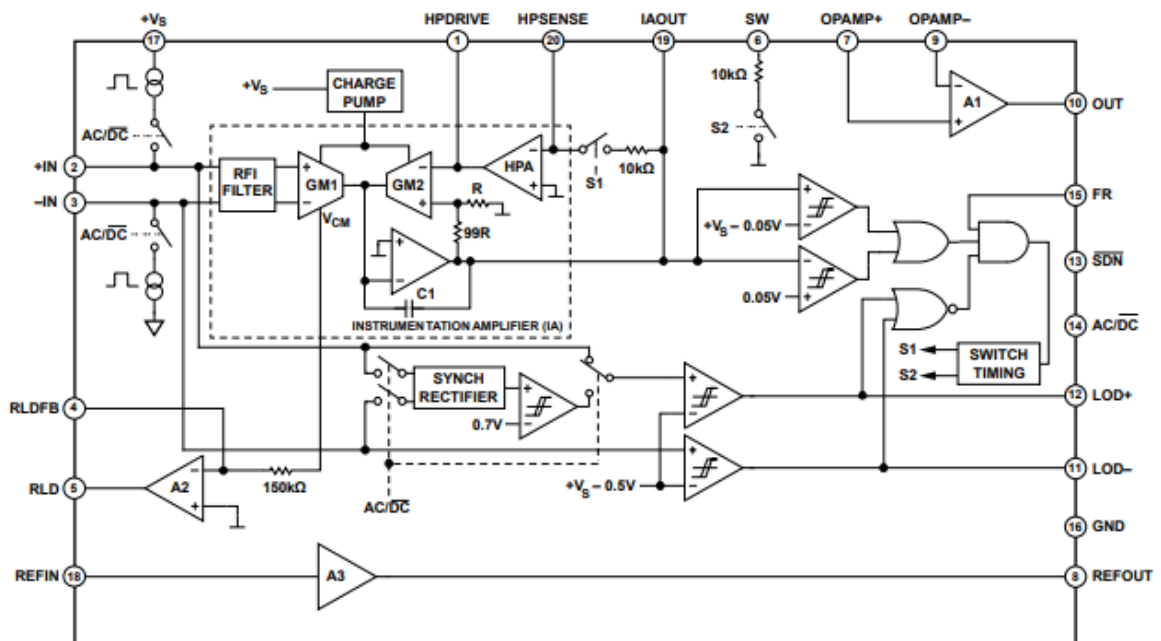 +VS HPDRIVE HPSENSE IAOUT SW OPAMP+ OPAMP–
17 1 20 19 6 7 9
10kΩ
+VS CHARGE PUMP
A1 10 OUT
AC/DC
S2
+IN 2
RFI FILTER
GM1 GM2 HPA
R
S1
10kΩ
–IN 3
VCM
99R
15 FR
+VS – 0.05V
AC/DC
13 SDN
C1
0.05V
INSTRUMENTATION AMPLIFIER (IA)
14 AC/DC
S1
S2
SWITCH TIMING
SYNCH RECTIFIER
0.7V
12 LOD+
RLDFB 4
RLD 5
A2
150kΩ
AC/DC
+VS – 0.5V
11 LOD–
16 GND
REFIN 18
A3
8 REFOUT